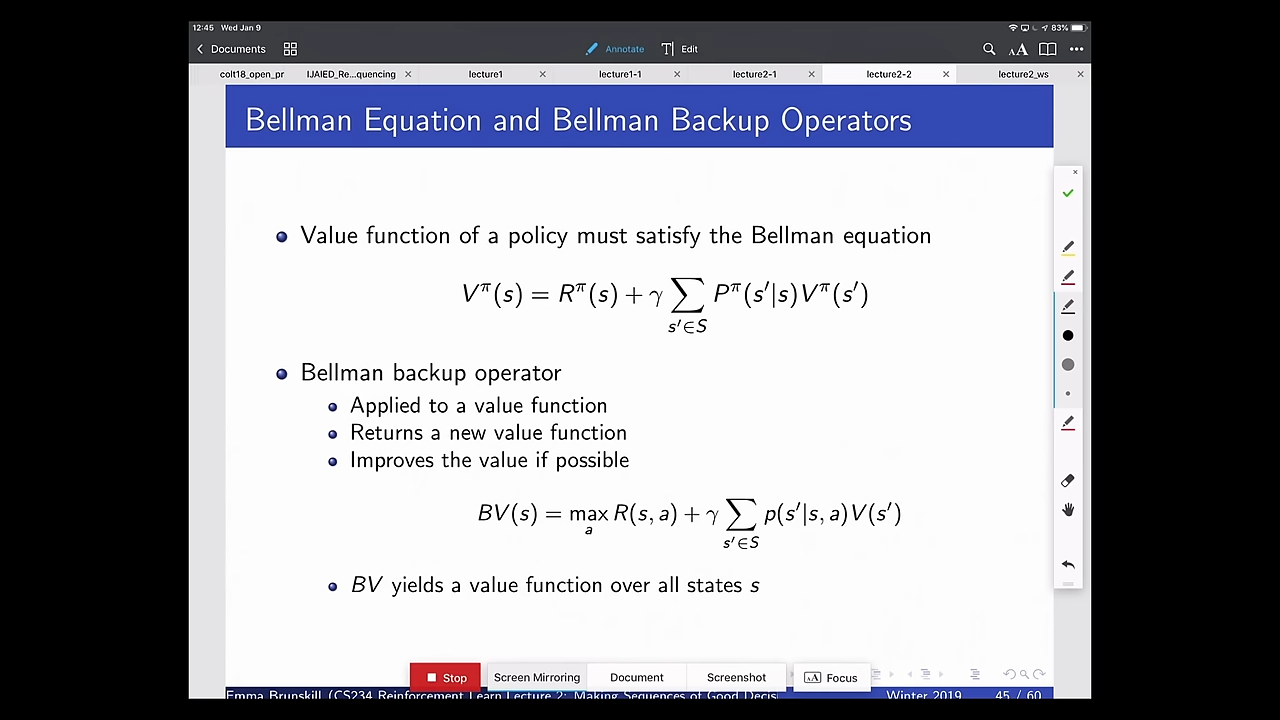 12:45 Wed Jan 9 83%
Documents Annotate Edit AA
colt18_open_pr IJAIED_Re...quencing lecture1 lecture1-1 lecture2-1 lecture2-2 lecture2_ws
Bellman Equation and Bellman Backup Operators
Value function of a policy must satisfy the Bellman equation
V^π(s) = R^π(s) + γ ∑_{s′∈S} P^π(s′|s)V^π(s′)
Bellman backup operator
Applied to a value function
Returns a new value function
Improves the value if possible
BV(s) = max_a R(s, a) + γ ∑_{s′∈S} p(s′|s, a)V(s′)
BV yields a value function over all states s
Stop Screen Mirroring Document Screenshot AA Focus
Emma Brunskill (CS234 Reinforcement Learn Lecture 2: Making Sequences of Good Decis Winter 2019 45 / 60